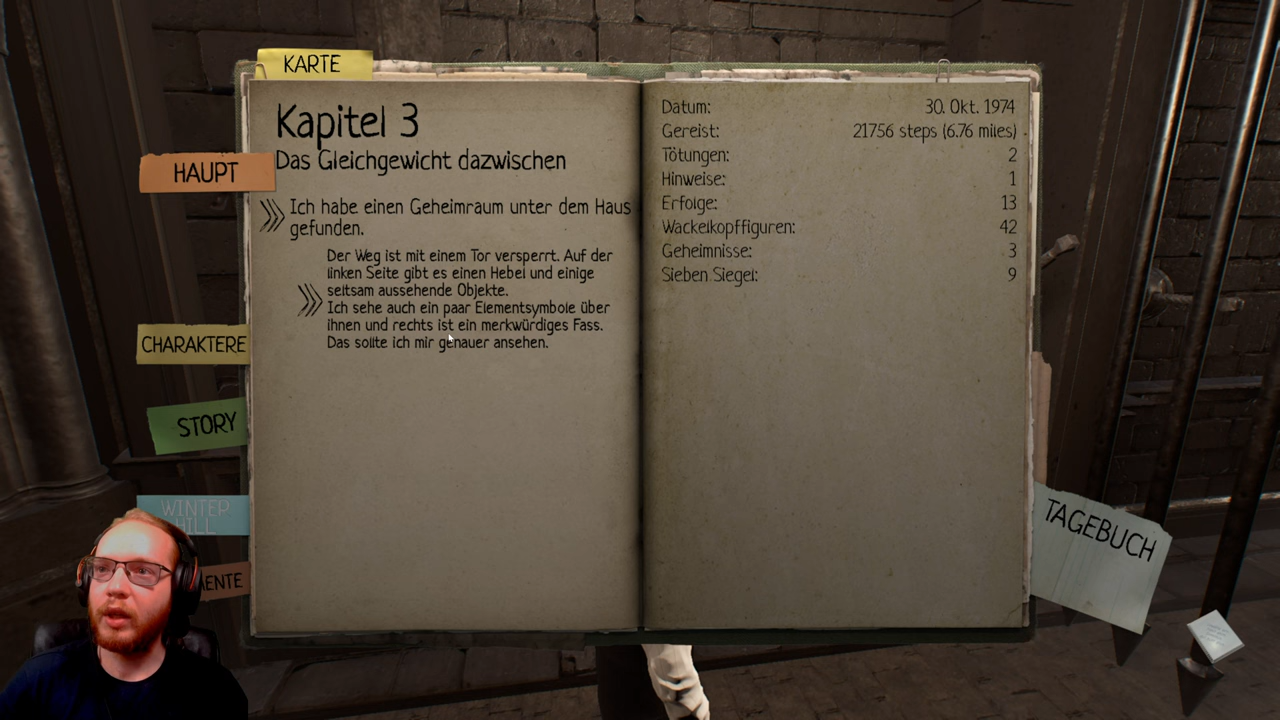 KARTE
Kapitel 3
Das Gleichgewicht dazwischen
HAUPT
Ich habe einen Geheimraum unter dem Haus
gefunden.
Der Weg ist mit einem Tor versperrt. Auf der
linken Seite gibt es einen Hebel und einige
seltsam aussehende Objekte.
Ich sehe auch ein paar Elementsymbole über
ihnen und rechts ist ein merkwürdiges Fass.
Das sollte ich mir genauer ansehen.
CHARAKTERE
STORY
WINTER
HILL
ENTE
Datum: 30. Okt. 1974
Gereist: 21756 steps (6.76 miles)
Tötungen: 2
Hinweise: 1
Erfolge: 13
Wackelkopffiguren: 42
Geheimnisse: 3
Sieben Siegel: 9
TAGEBUCH